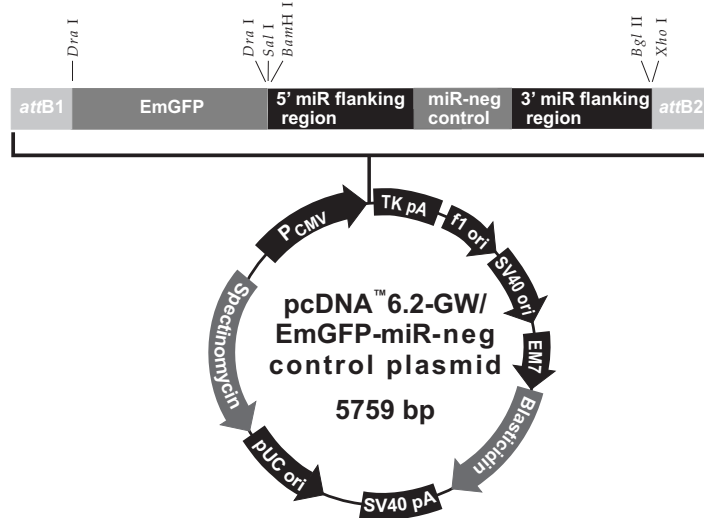 Dra I
Dra I
Sal I
BamH I
Bgl II
Xho I
attB1
EmGFP
5' miR flanking
region
miR-neg
control
3' miR flanking
region
attB2
PCMV
TK pA
f1 ori
SV40 ori
EM7
Blasticidin
SV40 pA
pUC ori
Spectinomycin
pcDNA™6.2-GW/
EmGFP-miR-neg
control plasmid
5759 bp